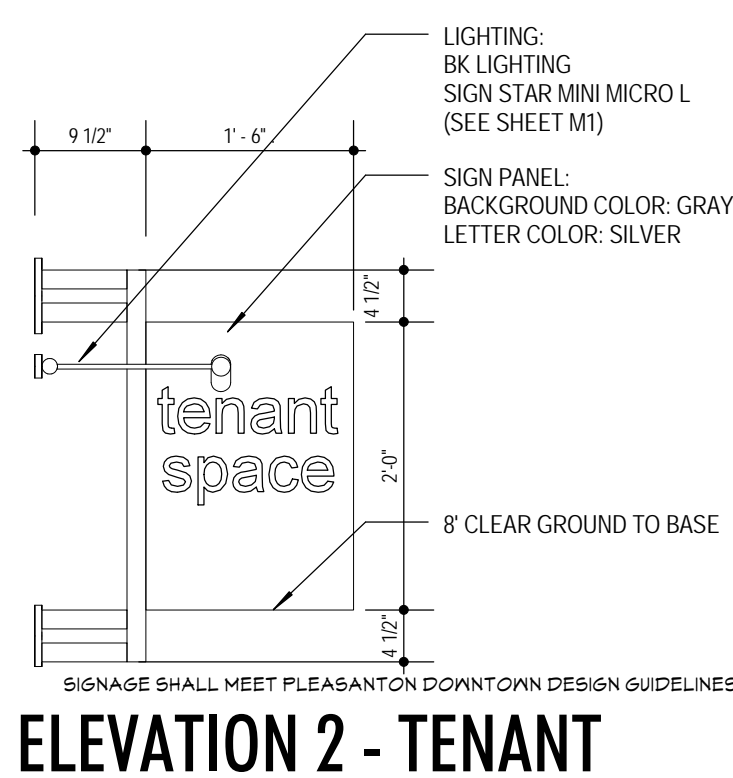 LIGHTING:
BK LIGHTING
SIGN STAR MINI MICRO L
(SEE SHEET M1)
9 1/2"
1' - 6"
SIGN PANEL:
BACKGROUND COLOR: GRAY
LETTER COLOR: SILVER
4 1/2"
tenant
space
2'-0"
8' CLEAR GROUND TO BASE
4 1/2"
SIGNAGE SHALL MEET PLEASANTON DOWNTOWN DESIGN GUIDELINES
ELEVATION 2 - TENANT